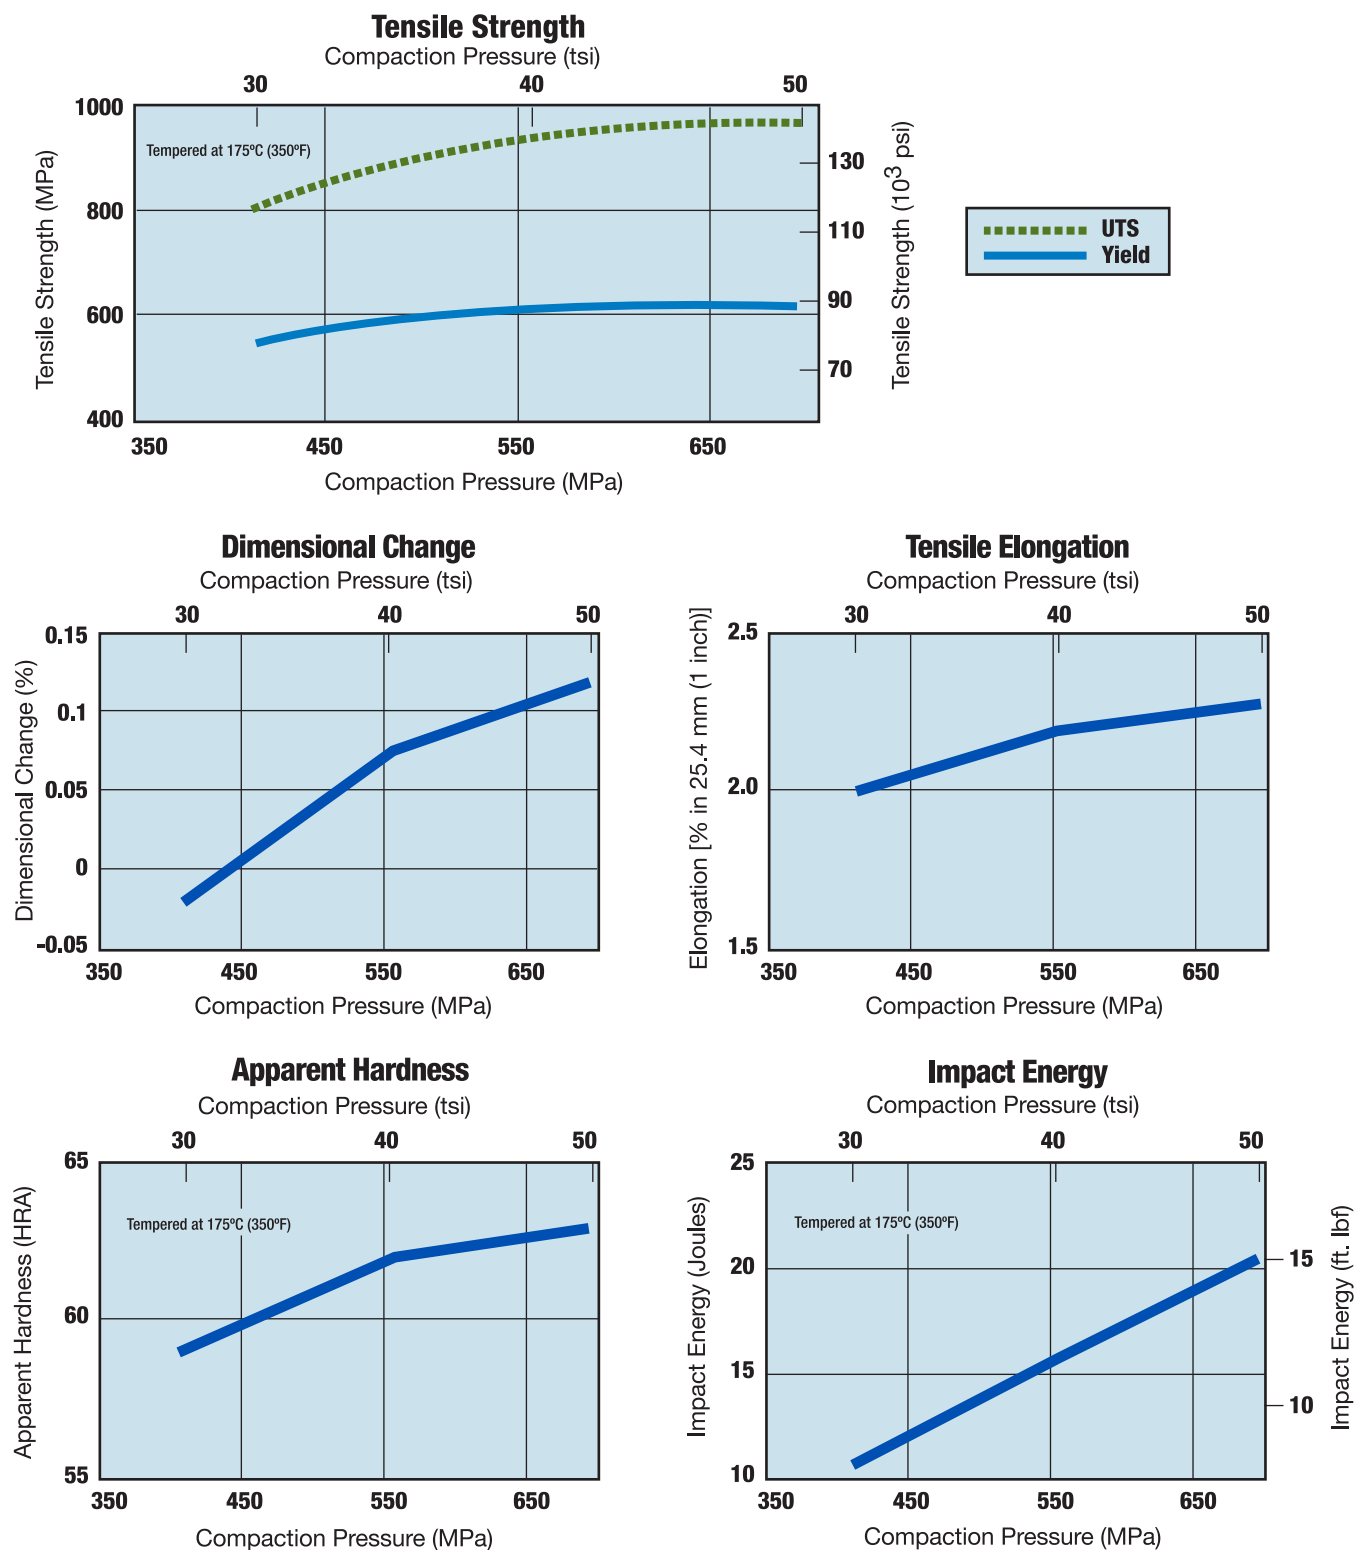 Tensile Strength
Compaction Pressure (tsi)
30 40 50
1000
800
600
400
Tensile Strength (MPa)
Tempered at 175ºC (350ºF)
130
110
90
70
Tensile Strength (10³ psi)
UTS
Yield
350 450 550 650
Compaction Pressure (MPa)
Dimensional Change
Compaction Pressure (tsi)
30 40 50
0.15
0.1
0.05
0
-0.05
Dimensional Change (%)
350 450 550 650
Compaction Pressure (MPa)
Tensile Elongation
Compaction Pressure (tsi)
30 40 50
2.5
2.0
1.5
Elongation [% in 25.4 mm (1 inch)]
350 450 550 650
Compaction Pressure (MPa)
Apparent Hardness
Compaction Pressure (tsi)
30 40 50
65
60
55
Apparent Hardness (HRA)
Tempered at 175ºC (350ºF)
350 450 550 650
Compaction Pressure (MPa)
Impact Energy
Compaction Pressure (tsi)
30 40 50
25
20
15
10
Impact Energy (Joules)
Tempered at 175ºC (350ºF)
15
10
Impact Energy (ft. lbf)
350 450 550 650
Compaction Pressure (MPa)